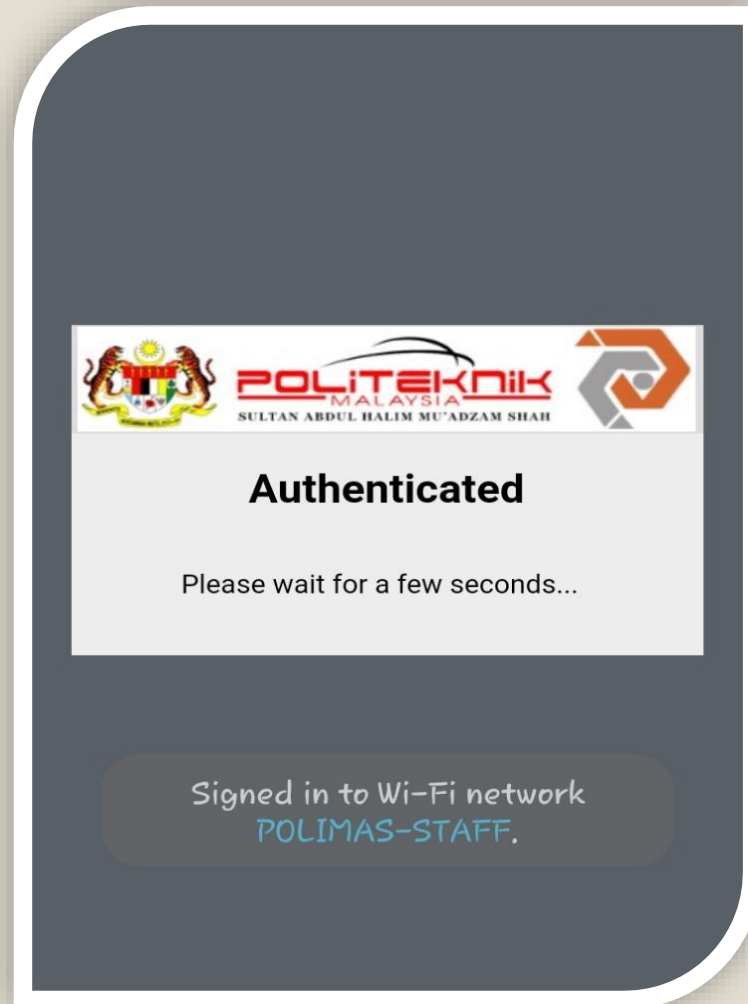 POLiTEKNiK
MALAYSIA
SULTAN ABDUL HALIM MU'ADZAM SHAH
Authenticated
Please wait for a few seconds...
Signed in to Wi-Fi network
POLIMAS-STAFF.